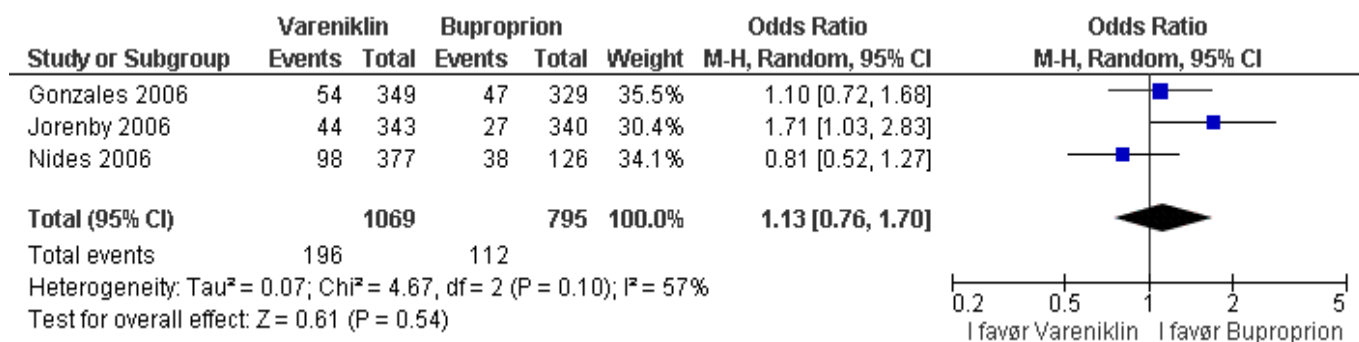 Vareniklin Buproprion Odds Ratio Odds Ratio
Study or Subgroup Events Total Events Total Weight M-H, Random, 95% CI M-H, Random, 95% CI
Gonzales 2006 54 349 47 329 35.5% 1.10 [0.72, 1.68]
Jorenby 2006 44 343 27 340 30.4% 1.71 [1.03, 2.83]
Nides 2006 98 377 38 126 34.1% 0.81 [0.52, 1.27]
Total (95% CI) 1069 795 100.0% 1.13 [0.76, 1.70]
Total events 196 112
Heterogeneity: Tau² = 0.07; Chi² = 4.67, df = 2 (P = 0.10); I² = 57%
Test for overall effect: Z = 0.61 (P = 0.54)
0.2 0.5 1 2 5
I favør Vareniklin I favør Buproprion